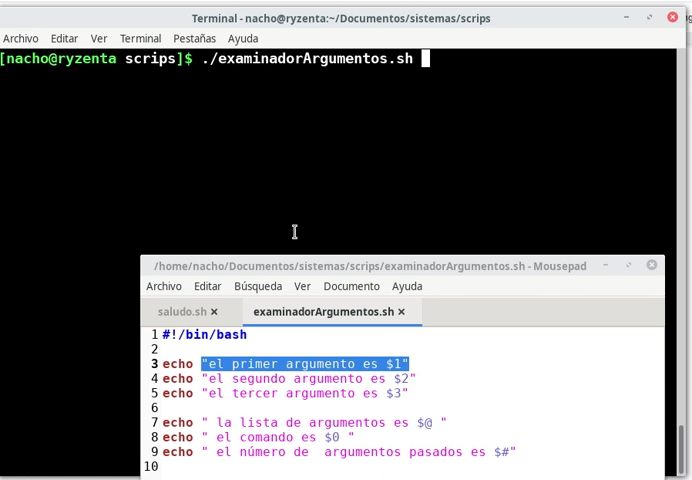 Terminal - nacho@ryzenta:~/Documentos/sistemas/scrips
Archivo Editar Ver Terminal Pestañas Ayuda
[nacho@ryzenta scrips]$ ./examinadorArgumentos.sh
/home/nacho/Documentos/sistemas/scrips/examinadorArgumentos.sh - Mousepad
Archivo Editar Búsqueda Ver Documento Ayuda
saludo.sh × examinadorArgumentos.sh ×
1 #!/bin/bash
2
3 echo "el primer argumento es $1"
4 echo "el segundo argumento es $2"
5 echo "el tercer argumento es $3"
6
7 echo " la lista de argumentos es $@ "
8 echo " el comando es $0 "
9 echo " el número de  argumentos pasados es $#"
10